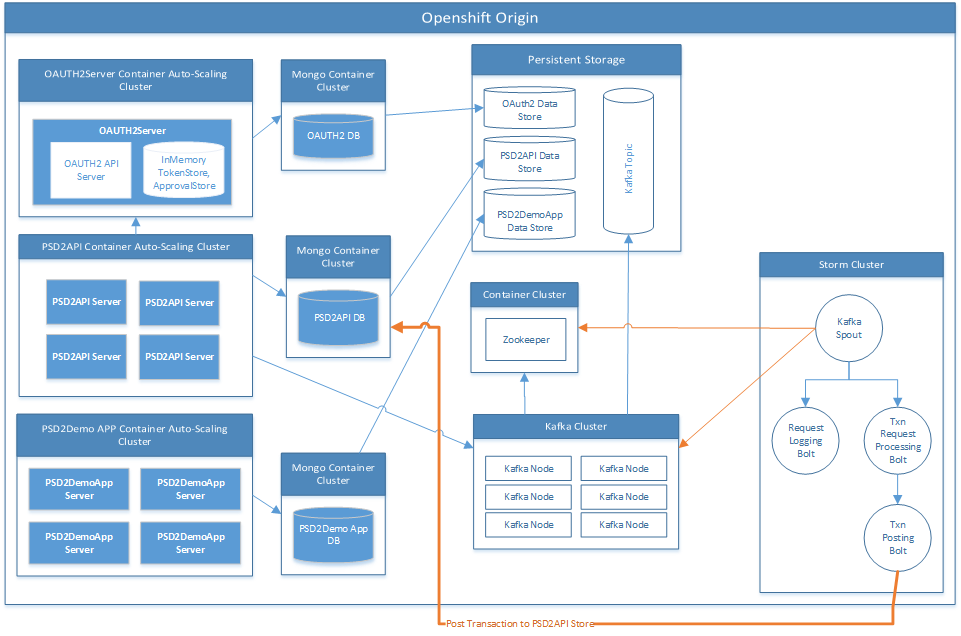 Openshift Origin
OAUTH2Server Container Auto-Scaling
Cluster
OAUTH2Server
OAUTH2 API
Server
InMemory
TokenStore,
ApprovalStore
Mongo Container
Cluster
OAUTH2 DB
Persistent Storage
OAuth2 Data
Store
PSD2API Data
Store
PSD2DemoApp
Data Store
Kafka Topic
PSD2API Container Auto-Scaling Cluster
PSD2API Server
PSD2API Server
PSD2API Server
PSD2API Server
Mongo Container
Cluster
PSD2API DB
Container Cluster
Zookeeper
Storm Cluster
Kafka
Spout
Request
Logging
Bolt
Txn
Request
Processing
Bolt
Txn
Posting
Bolt
PSD2Demo APP Container Auto-Scaling
Cluster
PSD2DemoApp
Server
PSD2DemoApp
Server
PSD2DemoApp
Server
PSD2DemoApp
Server
Mongo Container
Cluster
PSD2Demo App
DB
Kafka Cluster
Kafka Node
Kafka Node
Kafka Node
Kafka Node
Kafka Node
Kafka Node
Post Transaction to PSD2API Store